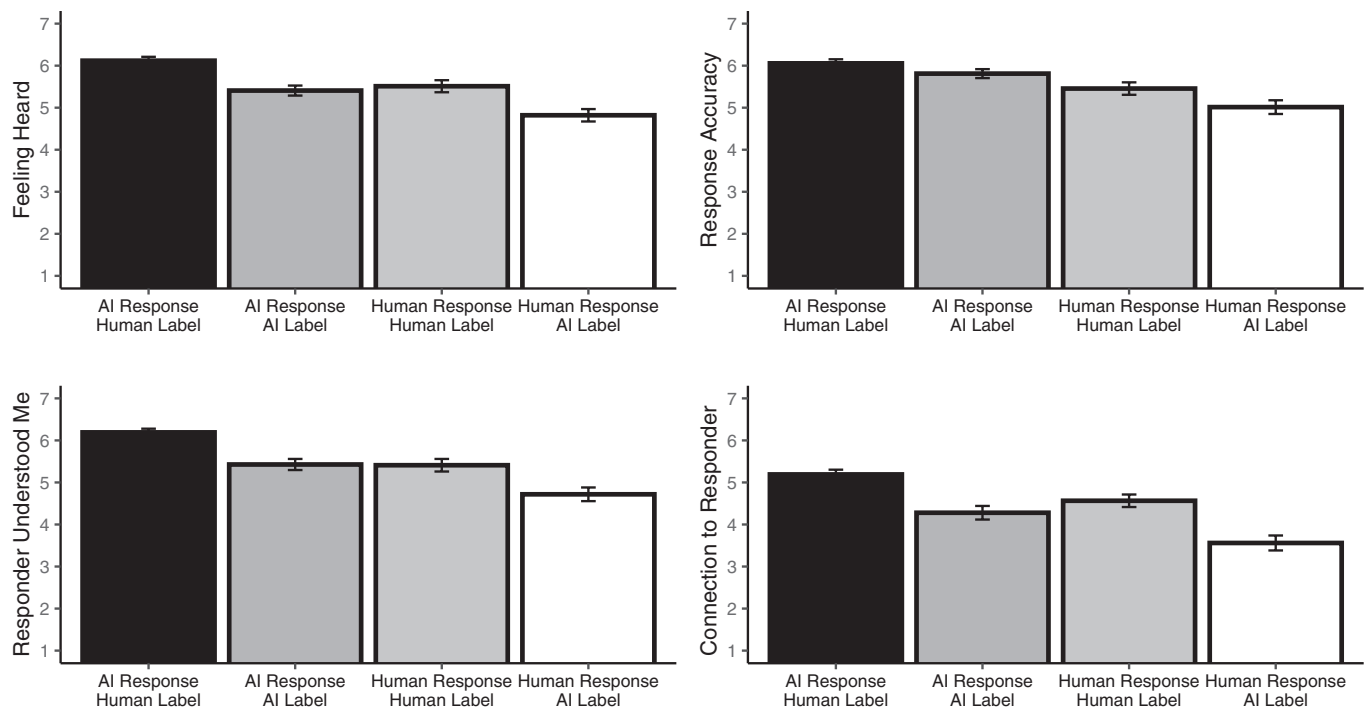 7
6
5
4
3
2
1
Feeling Heard
AI Response
Human Label
AI Response
AI Label
Human Response
Human Label
Human Response
AI Label
7
6
5
4
3
2
1
Response Accuracy
AI Response
Human Label
AI Response
AI Label
Human Response
Human Label
Human Response
AI Label
7
6
5
4
3
2
1
Responder Understood Me
AI Response
Human Label
AI Response
AI Label
Human Response
Human Label
Human Response
AI Label
7
6
5
4
3
2
1
Connection to Responder
AI Response
Human Label
AI Response
AI Label
Human Response
Human Label
Human Response
AI Label